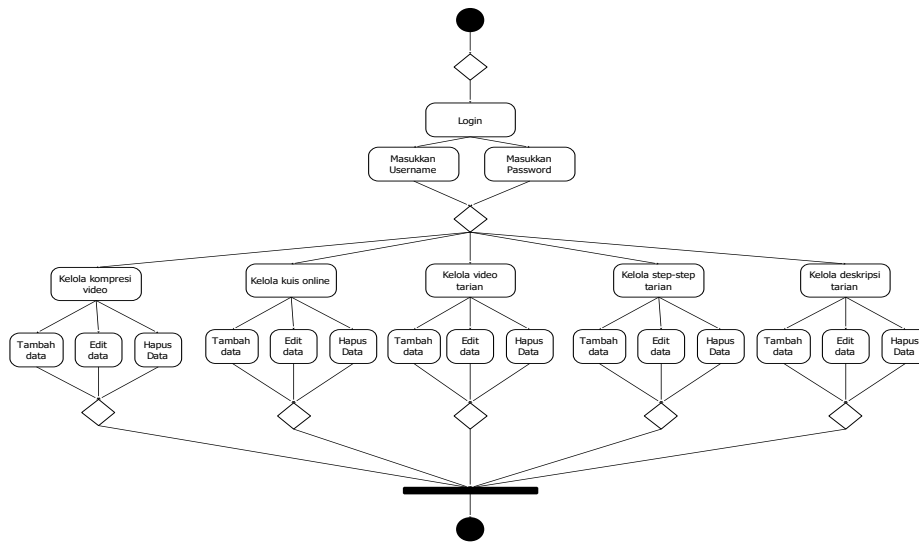 Login
Masukkan
Username
Masukkan
Password
Kelola kompresi
video
Kelola kuis online
Kelola video
tarian
Kelola step-step
tarian
Kelola deskripsi
tarian
Tambah
data
Edit
data
Hapus
Data
Tambah
data
Edit
data
Hapus
Data
Tambah
data
Edit
data
Hapus
Data
Tambah
data
Edit
data
Hapus
Data
Tambah
data
Edit
data
Hapus
Data